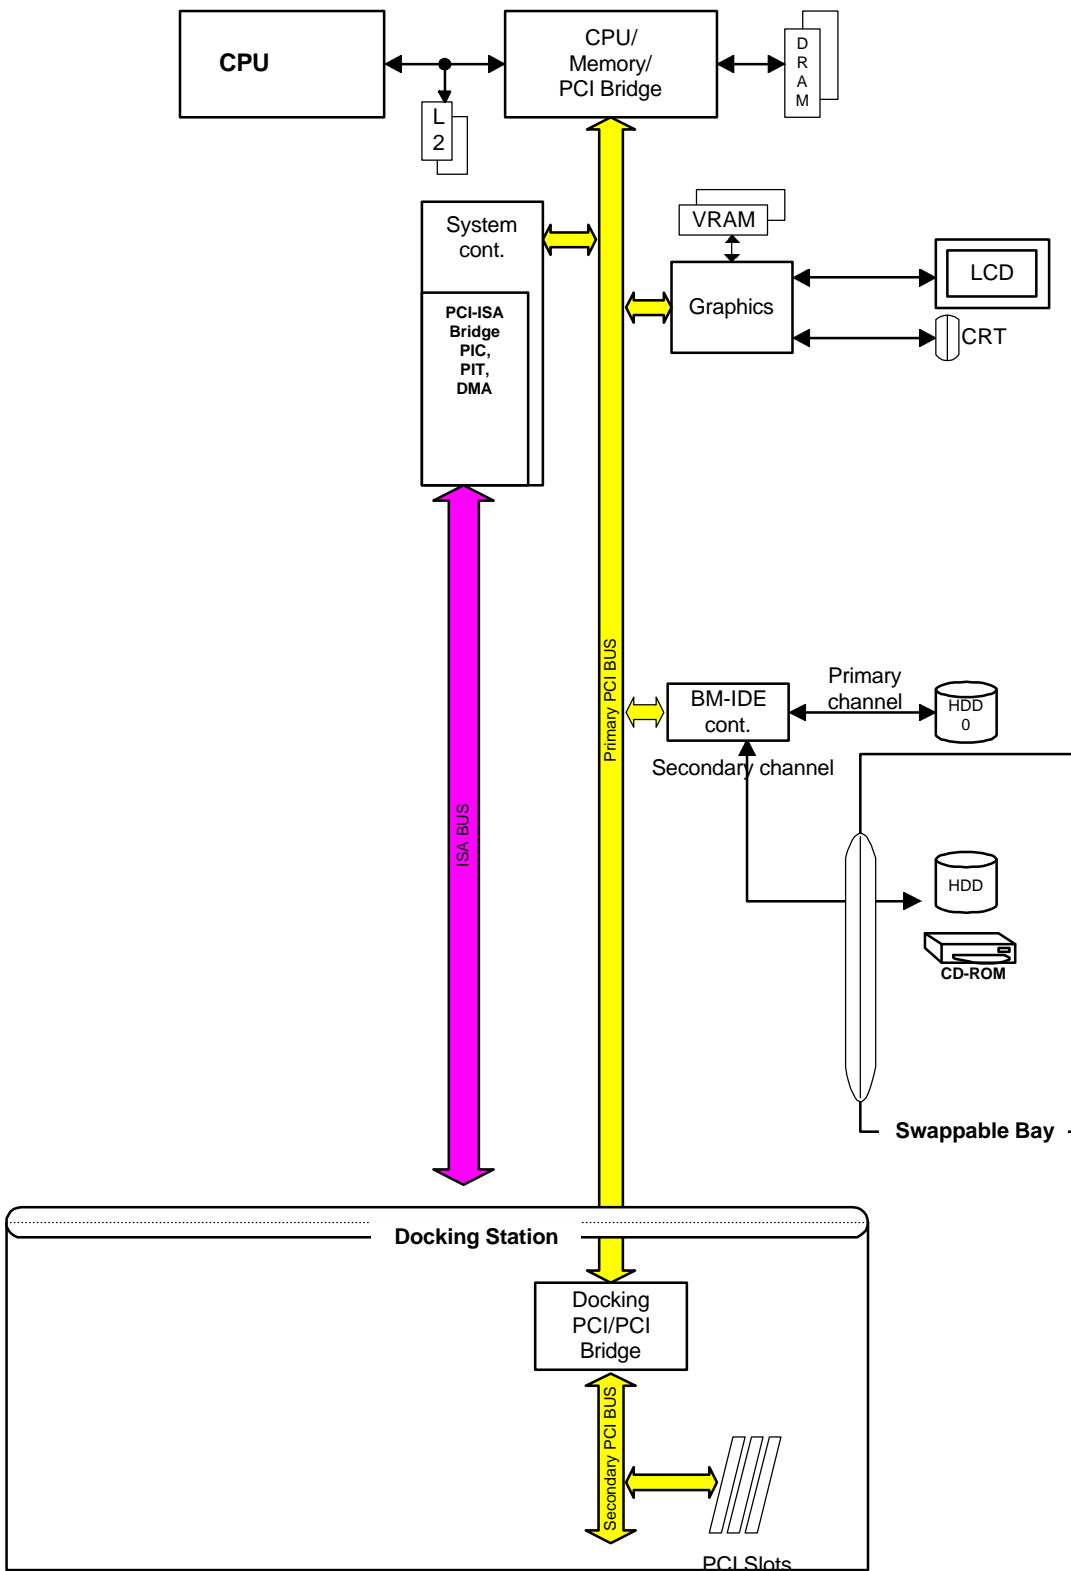 CPU
CPU/
Memory/
PCI Bridge
D
R
A
M
L
2
System
cont.
VRAM
PCI-ISA
Bridge
PIC,
PIT,
DMA
Graphics
LCD
CRT
Primary PCI BUS
ISA BUS
BM-IDE
cont.
Primary
channel
HDD
0
Secondary channel
HDD
CD-ROM
Swappable Bay
Docking Station
Docking
PCI/PCI
Bridge
Secondary PCI BUS
PCI Slots